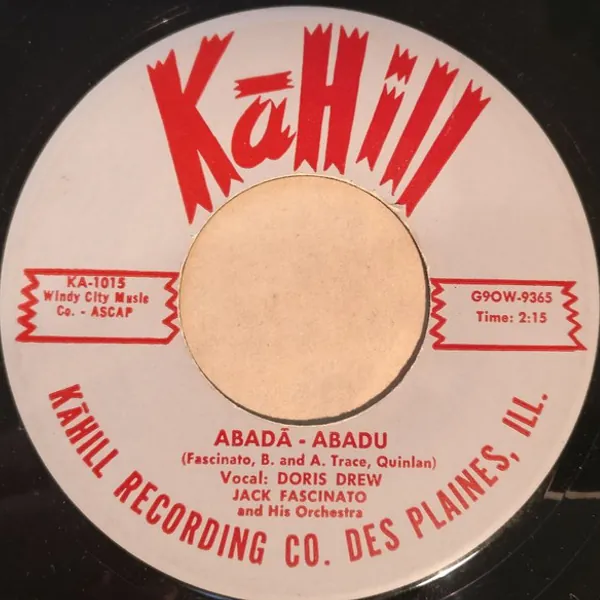 KāHill
KA-1015
Windy City Music
Co. - ASCAP
G9OW-9365
Time: 2:15
ABADĀ - ABADU
(Fascinato, B. and A. Trace, Quinlan)
Vocal: DORIS DREW
JACK FASCINATO
and His Orchestra
KĀHILL RECORDING CO. DES PLAINES, ILL.